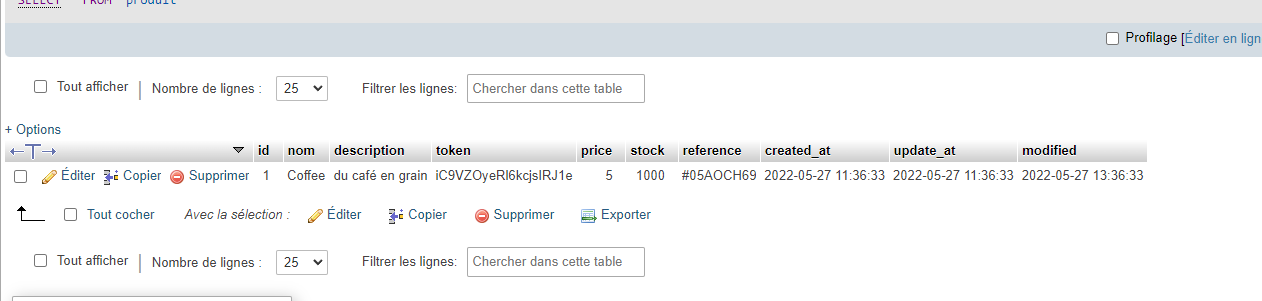 SELECT * FROM `produit`
Profilage [Éditer en lign
Tout afficher Nombre de lignes : 25 Filtrer les lignes: Chercher dans cette table
+ Options
←T→ id nom description token price stock reference created_at update_at modified
Éditer Copier Supprimer 1 Coffee du café en grain iC9VZOyeRl6kcjslRJ1e 5 1000 #05AOCH69 2022-05-27 11:36:33 2022-05-27 11:36:33 2022-05-27 13:36:33
Tout cocher Avec la sélection : Éditer Copier Supprimer Exporter
Tout afficher Nombre de lignes : 25 Filtrer les lignes: Chercher dans cette table